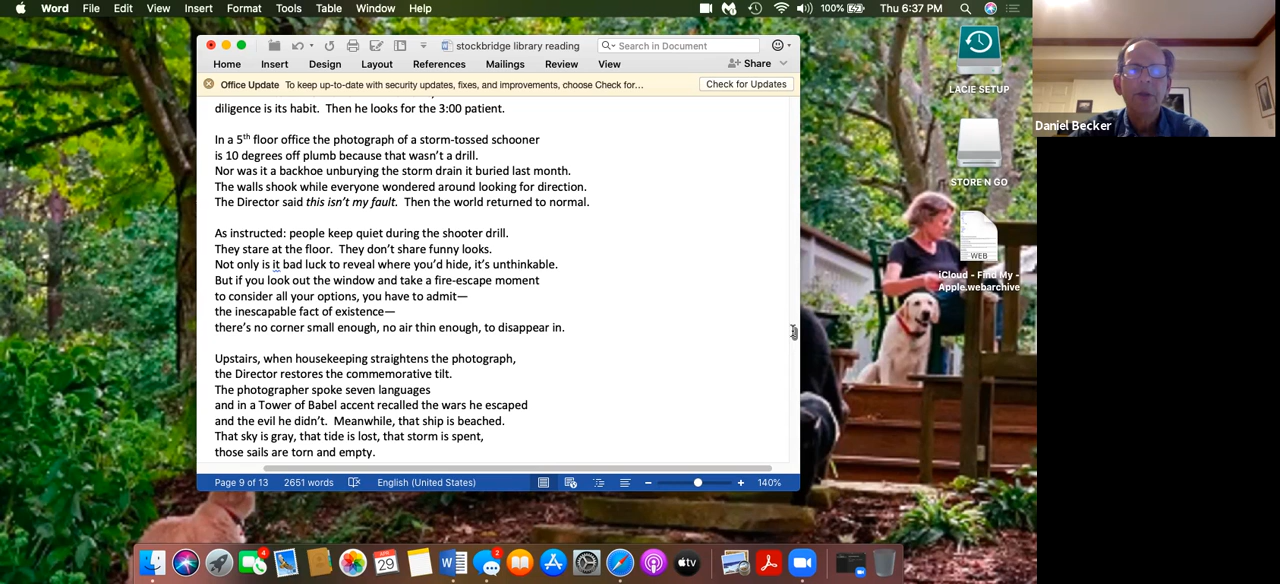 Word File Edit View Insert Format Tools Table Window Help
100% Thu 6:37 PM
stockbridge library reading
Search in Document
Home Insert Design Layout References Mailings Review View
Share
Office Update To keep up-to-date with security updates, fixes, and improvements, choose Check for...
Check for Updates
diligence is its habit. Then he looks for the 3:00 patient.
In a 5th floor office the photograph of a storm-tossed schooner
is 10 degrees off plumb because that wasn't a drill.
Nor was it a backhoe unburying the storm drain it buried last month.
The walls shook while everyone wondered around looking for direction.
The Director said this isn't my fault. Then the world returned to normal.
As instructed: people keep quiet during the shooter drill.
They stare at the floor. They don't share funny looks.
Not only is it bad luck to reveal where you'd hide, it's unthinkable.
But if you look out the window and take a fire-escape moment
to consider all your options, you have to admit—
the inescapable fact of existence—
there's no corner small enough, no air thin enough, to disappear in.
Upstairs, when housekeeping straightens the photograph,
the Director restores the commemorative tilt.
The photographer spoke seven languages
and in a Tower of Babel accent recalled the wars he escaped
and the evil he didn't. Meanwhile, that ship is beached.
That sky is gray, that tide is lost, that storm is spent,
those sails are torn and empty.
Page 9 of 13 2651 words English (United States) 140%
LACIE SETUP
STORE N GO
WEB
iCloud - Find My -
Apple.webarchive
Daniel Becker
4
APR
29
W
2
tv